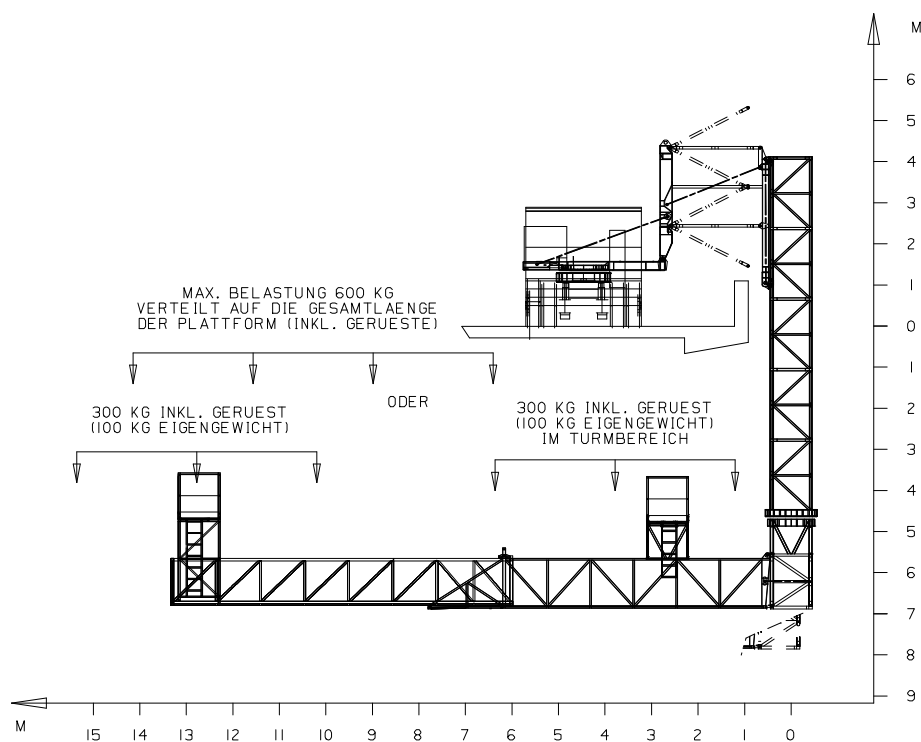 M
6
5
4
3
2
1
0
1
2
3
4
5
6
7
8
9
MAX. BELASTUNG 600 KG
VERTEILT AUF DIE GESAMTLAENGE
DER PLATTFORM (INKL. GERUESTE)
ODER
300 KG INKL. GERUEST
(100 KG EIGENGEWICHT)
300 KG INKL. GERUEST
(100 KG EIGENGEWICHT)
IM TURMBEREICH
M
15 14 13 12 11 10 9 8 7 6 5 4 3 2 1 0